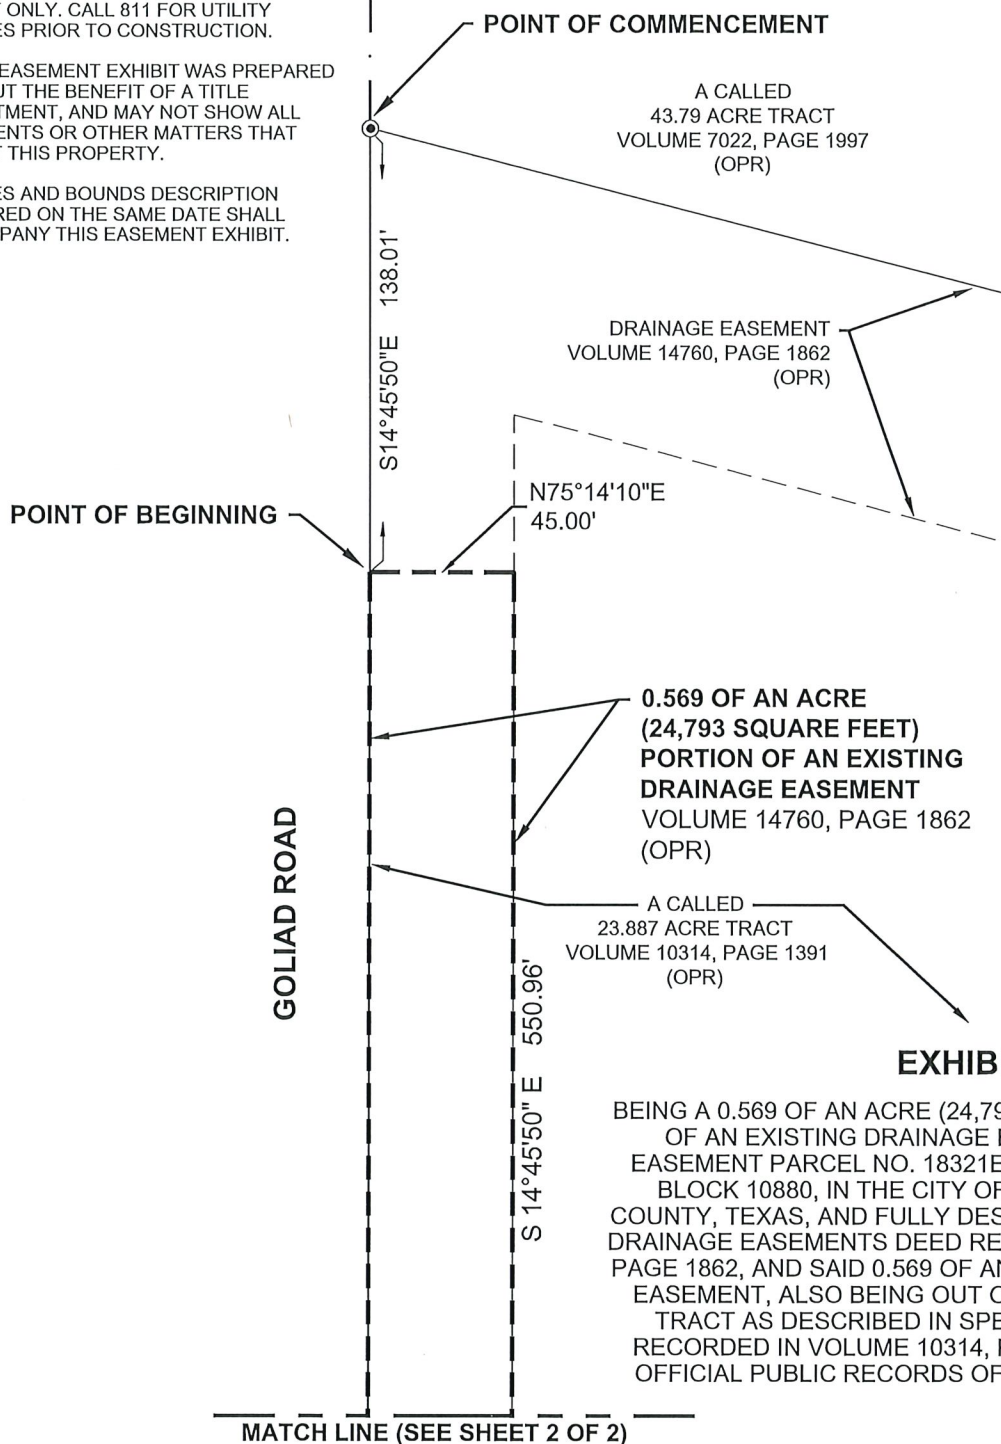 ONLY. CALL 811 FOR UTILITY
PRIOR TO CONSTRUCTION.
EASEMENT EXHIBIT WAS PREPARED
THE BENEFIT OF A TITLE
AND MAY NOT SHOW ALL
OR OTHER MATTERS THAT
THIS PROPERTY.
AND BOUNDS DESCRIPTION
ON THE SAME DATE SHALL
THIS EASEMENT EXHIBIT.
POINT OF COMMENCEMENT
A CALLED
43.79 ACRE TRACT
VOLUME 7022, PAGE 1997
(OPR)
S14°45'50"E 138.01'
DRAINAGE EASEMENT
VOLUME 14760, PAGE 1862
(OPR)
POINT OF BEGINNING
N75°14'10"E
45.00'
0.569 OF AN ACRE
(24,793 SQUARE FEET)
PORTION OF AN EXISTING
DRAINAGE EASEMENT
VOLUME 14760, PAGE 1862
(OPR)
GOLIAD ROAD
A CALLED
23.887 ACRE TRACT
VOLUME 10314, PAGE 1391
(OPR)
S 14°45'50" E 550.96'
EXHIB
BEING A 0.569 OF AN ACRE (24,79
OF AN EXISTING DRAINAGE
EASEMENT PARCEL NO. 18321E
BLOCK 10880, IN THE CITY OF
COUNTY, TEXAS, AND FULLY DES
DRAINAGE EASEMENTS DEED RE
PAGE 1862, AND SAID 0.569 OF AN
EASEMENT, ALSO BEING OUT
TRACT AS DESCRIBED IN SPE
RECORDED IN VOLUME 10314,
OFFICIAL PUBLIC RECORDS OF
MATCH LINE (SEE SHEET 2 OF 2)